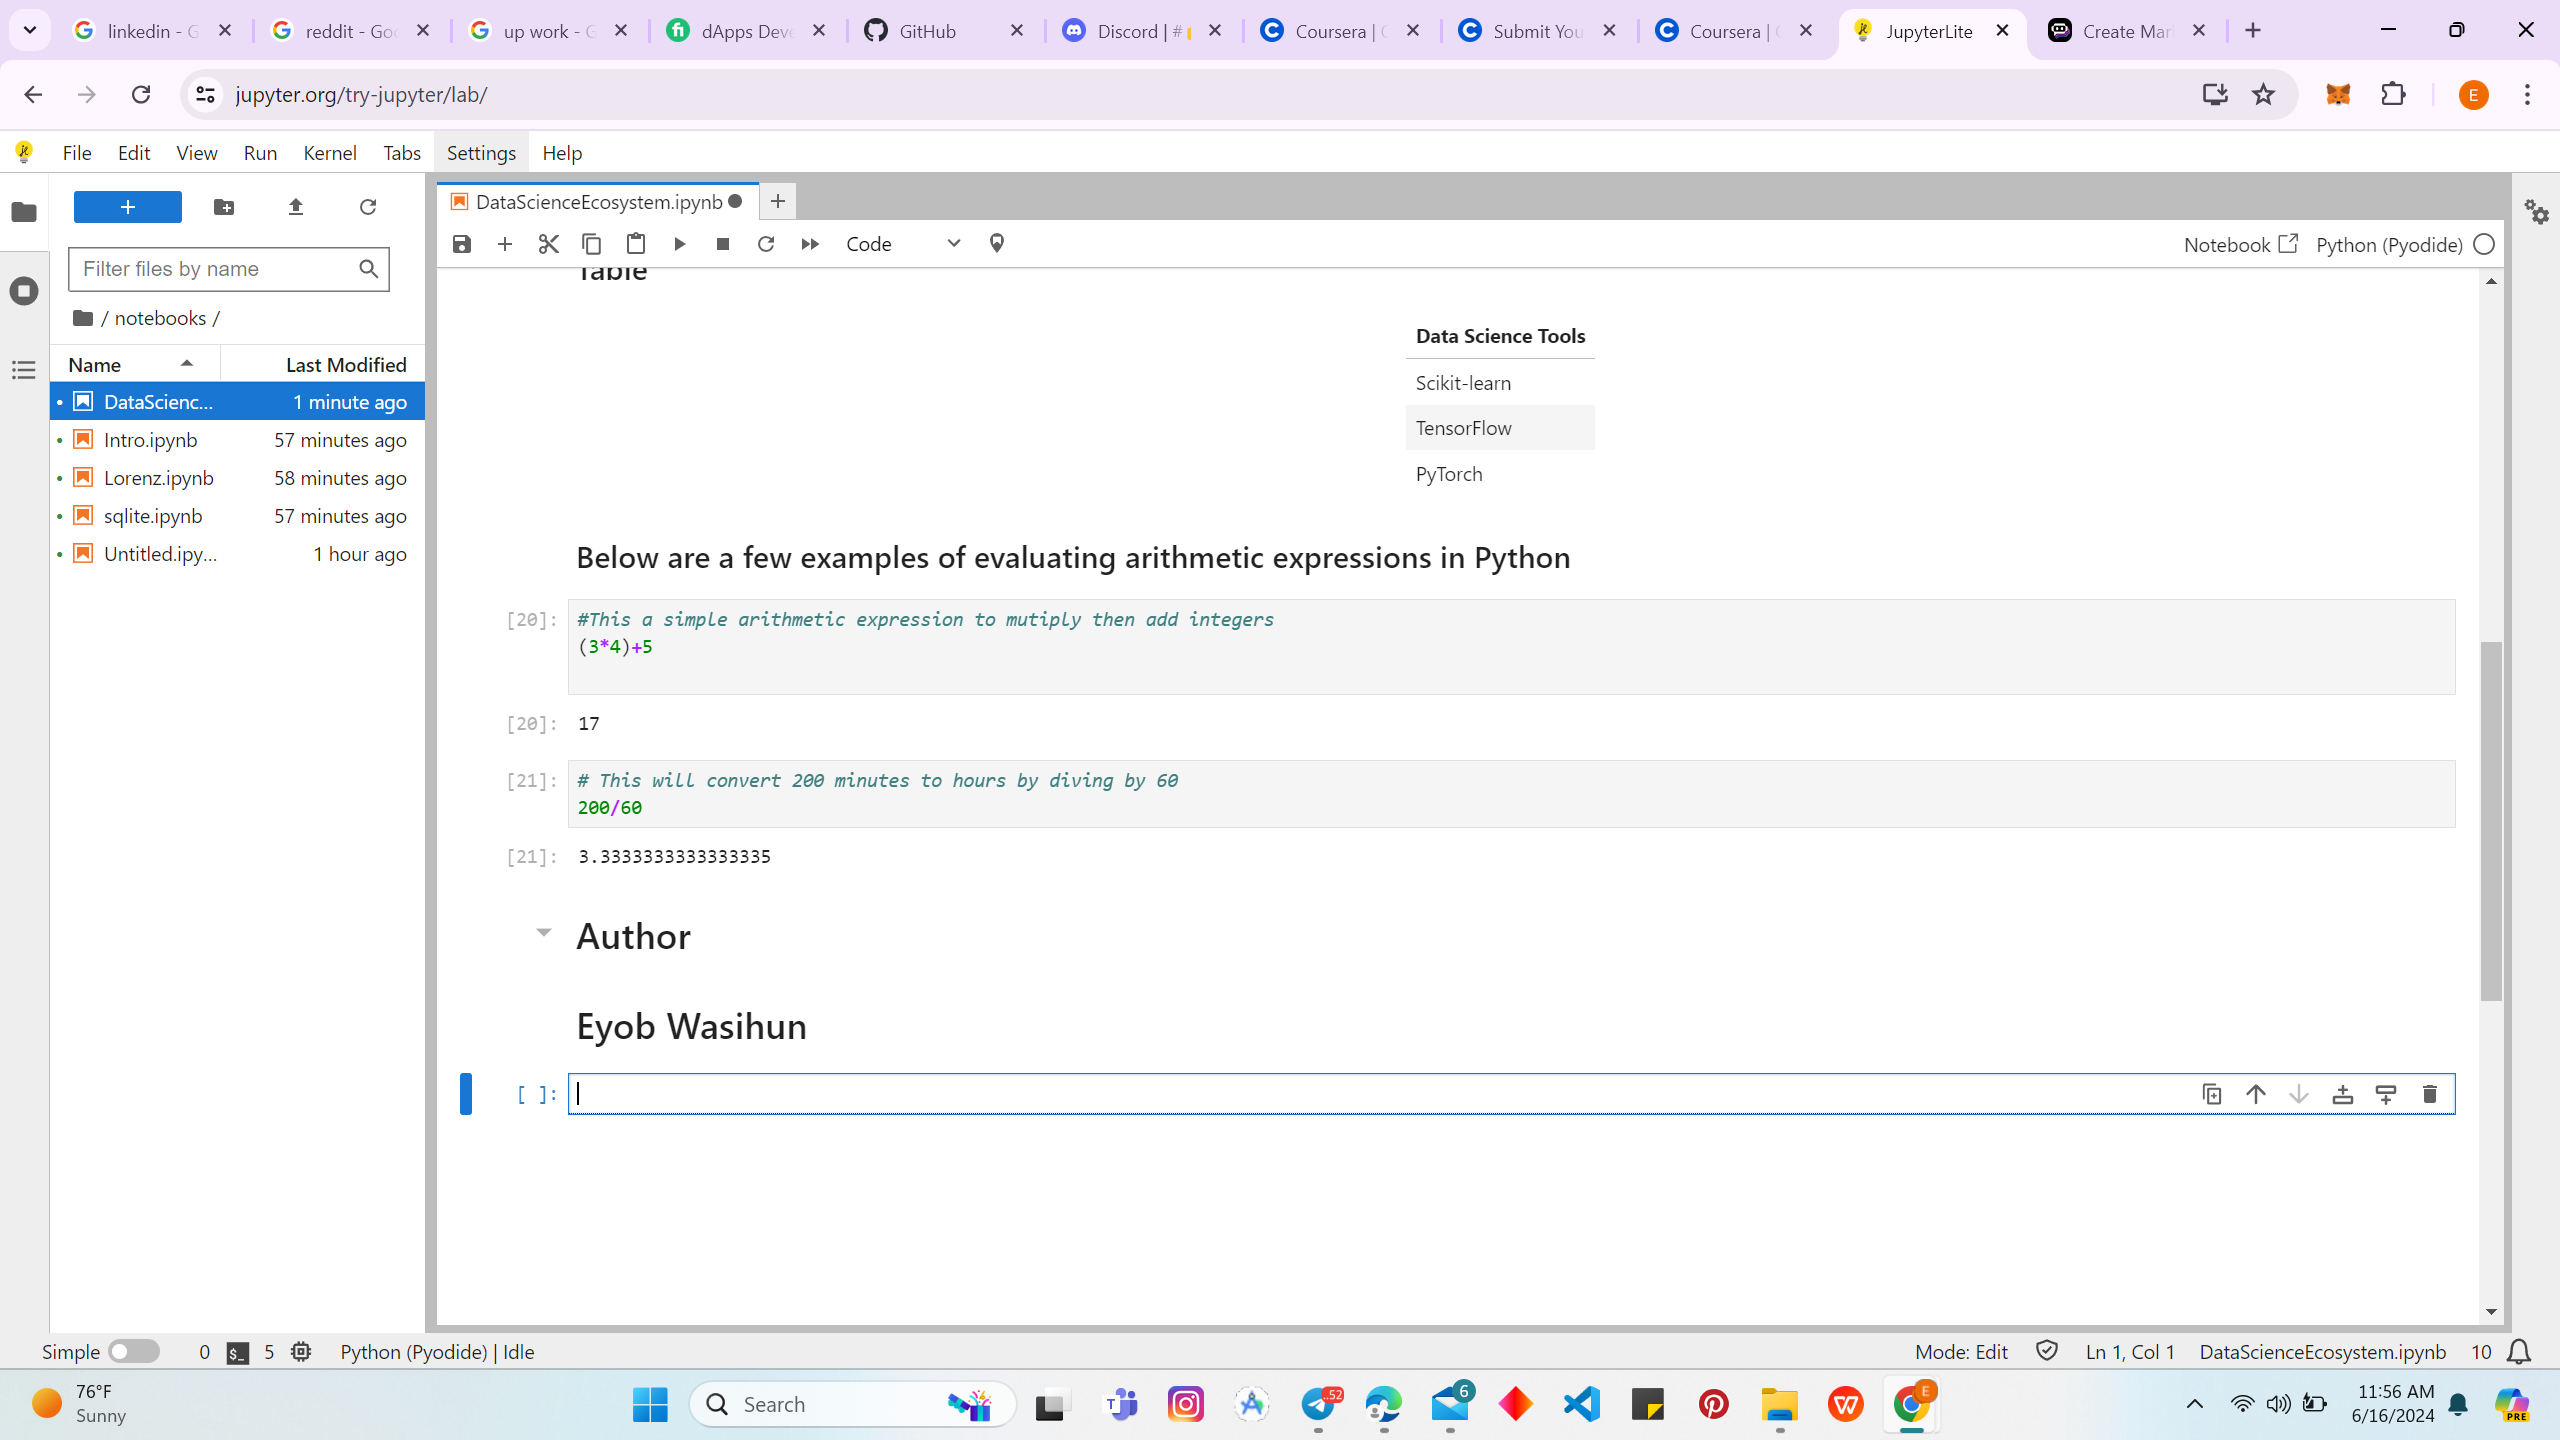 linkedin - G
reddit - Goo
up work - G
dApps Deve
GitHub
Discord | #
Coursera | C
Submit You
Coursera | C
JupyterLite
Create Mar
jupyter.org/try-jupyter/lab/
E
File Edit View Run Kernel Tabs Settings Help
DataScienceEcosystem.ipynb
Code
Notebook
Python (Pyodide)
Filter files by name
/ notebooks /
Name Last Modified
DataScienc... 1 minute ago
Intro.ipynb 57 minutes ago
Lorenz.ipynb 58 minutes ago
sqlite.ipynb 57 minutes ago
Untitled.ipy... 1 hour ago
Table
Data Science Tools
Scikit-learn
TensorFlow
PyTorch
Below are a few examples of evaluating arithmetic expressions in Python
[20]: #This a simple arithmetic expression to mutiply then add integers
(3*4)+5
[20]: 17
[21]: # This will convert 200 minutes to hours by diving by 60
200/60
[21]: 3.3333333333333335
Author
Eyob Wasihun
[ ]:
Simple 0 5 Python (Pyodide) | Idle
Mode: Edit Ln 1, Col 1 DataScienceEcosystem.ipynb 10
76°F
Sunny
Search
52
6
E
11:56 AM
6/16/2024
PRE